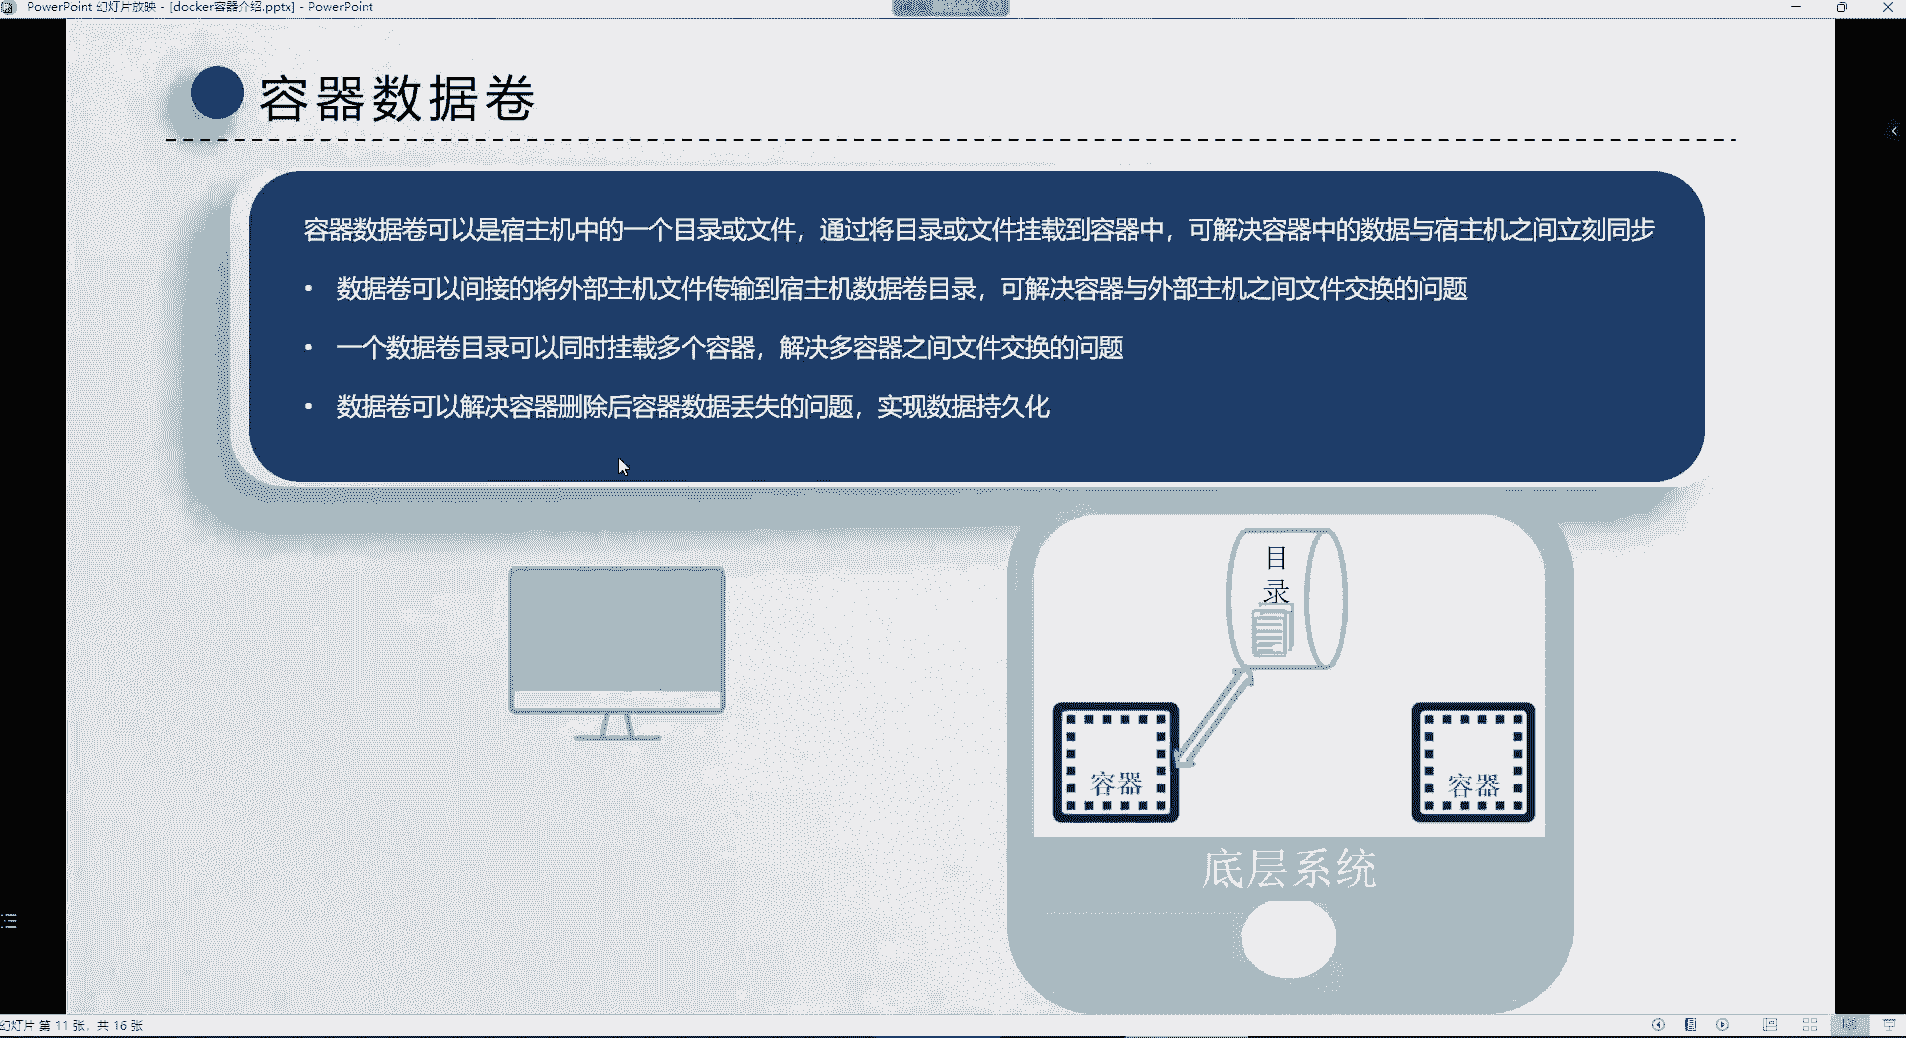 PowerPoint 幻灯片放映 - [docker容器介绍.pptx] - PowerPoint
容器数据卷
容器数据卷可以是宿主机中的一个目录或文件，通过将目录或文件挂载到容器中，可解决容器中的数据与宿主机之间立刻同步
• 数据卷可以间接的将外部主机文件传输到宿主机数据卷目录，可解决容器与外部主机之间文件交换的问题
• 一个数据卷目录可以同时挂载多个容器，解决多容器之间文件交换的问题
• 数据卷可以解决容器删除后容器数据丢失的问题，实现数据持久化
目
录
容器
容器
底层系统
幻灯片 第 11 张，共 16 张